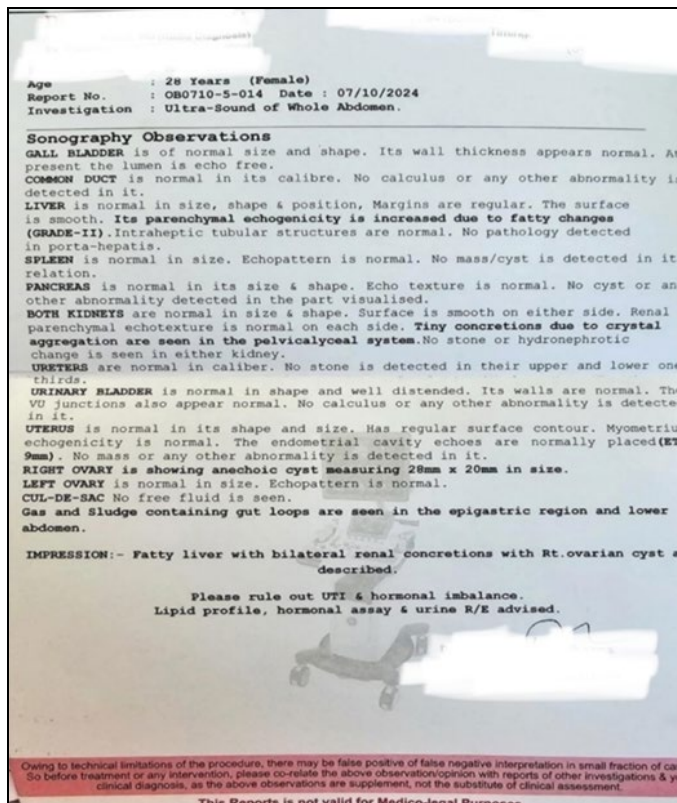 Age : 28 Years (Female)
Report No. : OB0710-5-014 Date : 07/10/2024
Investigation : Ultra-Sound of Whole Abdomen.
Sonography Observations
GALL BLADDER is of normal size and shape. Its wall thickness appears normal. At
present the lumen is echo free.
COMMON DUCT is normal in its calibre. No calculus or any other abnormality is
detected in it.
LIVER is normal in size, shape & position, Margins are regular. The surface
is smooth. Its parenchymal echogenicity is increased due to fatty changes
(GRADE-II).Intraheptic tubular structures are normal. No pathology detected
in porta-hepatis.
SPLEEN is normal in size. Echopattern is normal. No mass/cyst is detected in it
relation.
PANCREAS is normal in its size & shape. Echo texture is normal. No cyst or an
other abnormality detected in the part visualised.
BOTH KIDNEYS are normal in size & shape. Surface is smooth on either side. Renal
parenchymal echotexture is normal on each side. Tiny concretions due to crystal
aggregation are seen in the pelvicalyceal system.No stone or hydronephrotic
change is seen in either kidney.
URETERS are normal in caliber. No stone is detected in their upper and lower one
thirds.
URINARY BLADDER is normal in shape and well distended. Its walls are normal. The
VU junctions also appear normal. No calculus or any other abnormality is detecte
in it.
UTERUS is normal in its shape and size. Has regular surface contour. Myometriu
echogenicity is normal. The endometrial cavity echoes are normally placed(ET
9mm). No mass or any other abnormality is detected in it.
RIGHT OVARY is showing anechoic cyst measuring 28mm x 20mm in size.
LEFT OVARY is normal in size. Echopattern is normal.
CUL-DE-SAC No free fluid is seen.
Gas and Sludge containing gut loops are seen in the epigastric region and lower
abdomen.
IMPRESSION:- Fatty liver with bilateral renal concretions with Rt.ovarian cyst a
described.
Please rule out UTI & hormonal imbalance.
Lipid profile, hormonal assay & urine R/E advised.
Owing to technical limitations of the procedure, there may be false positive of false negative interpretation in small fraction of ca
So before treatment or any intervention, please co-relate the above observation/opinion with reports of other investigations & y
clinical diagnosis, as the above observations are supplement, not the substitute of clinical assessment.
This Reports is not valid for Medico-legal Purposes